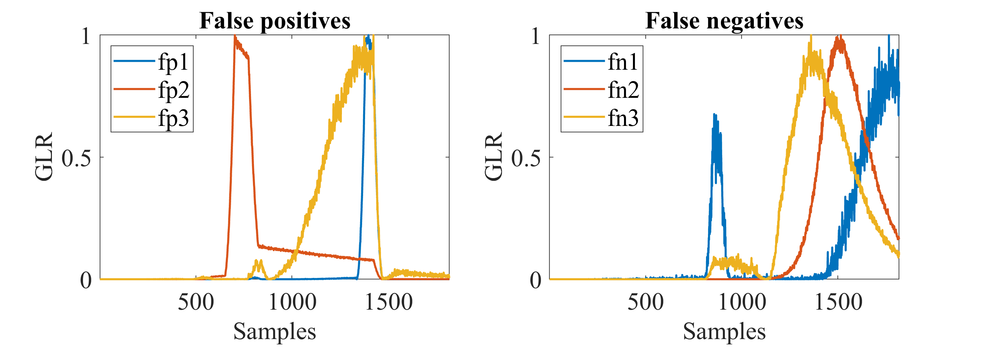 False positives
1
fp1
fp2
fp3
GLR
0.5
0
500 1000 1500
Samples
False negatives
1
fn1
fn2
fn3
GLR
0.5
0
500 1000 1500
Samples